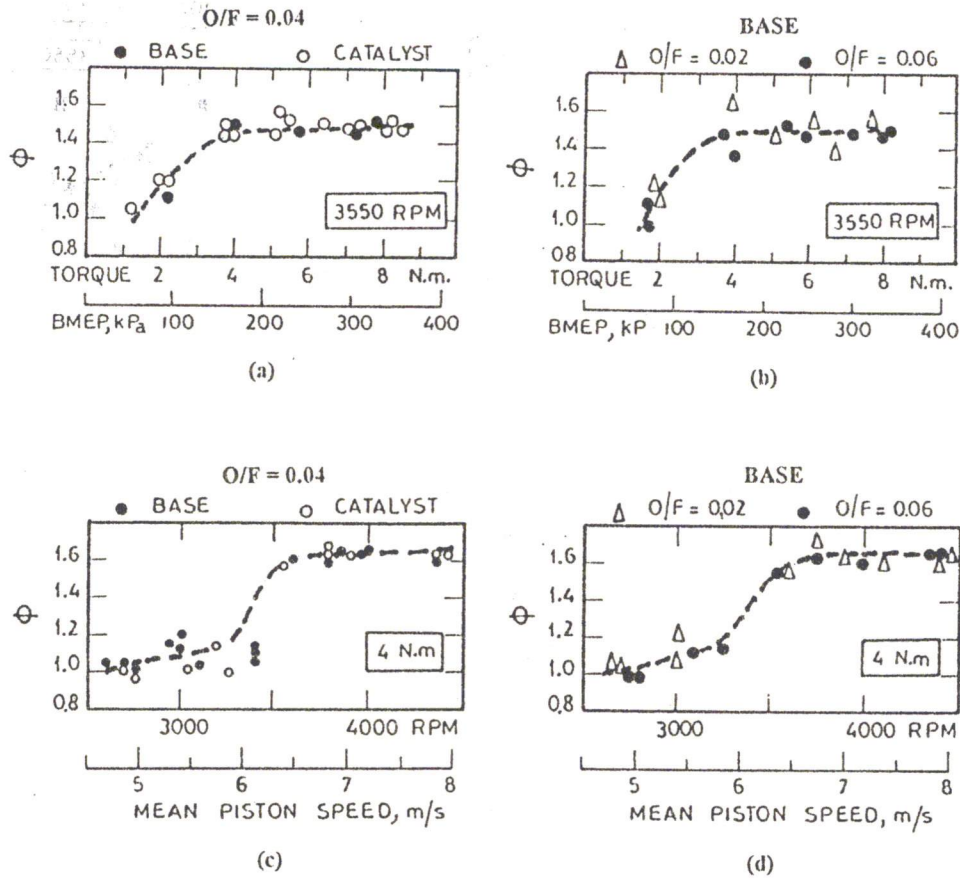 O/F = 0.04
● BASE ○ CATALYST
1.6
1.4
1.2
1.0
0.8
Φ
3550 RPM
TORQUE 2 4 6 8 N.m.
BMEP, kPa 100 200 300 400
(a)
BASE
△ O/F = 0.02 ● O/F = 0.06
1.6
1.4
1.2
1.0
0.8
Φ
3550 RPM
TORQUE 2 4 6 8 N.m.
BMEP, kP 100 200 300 400
(b)
O/F = 0.04
● BASE ○ CATALYST
1.6
1.4
1.2
1.0
0.8
Φ
4 N.m
3000 4000 RPM
5 6 7 8
MEAN PISTON SPEED, m/s
(c)
BASE
△ O/F = 0,02 ● O/F = 0.06
1.6
1.4
1.2
1.0
0.8
Φ
4 N.m
3000 4000 RPM
5 6 7 8
MEAN PISTON SPEED, m/s
(d)